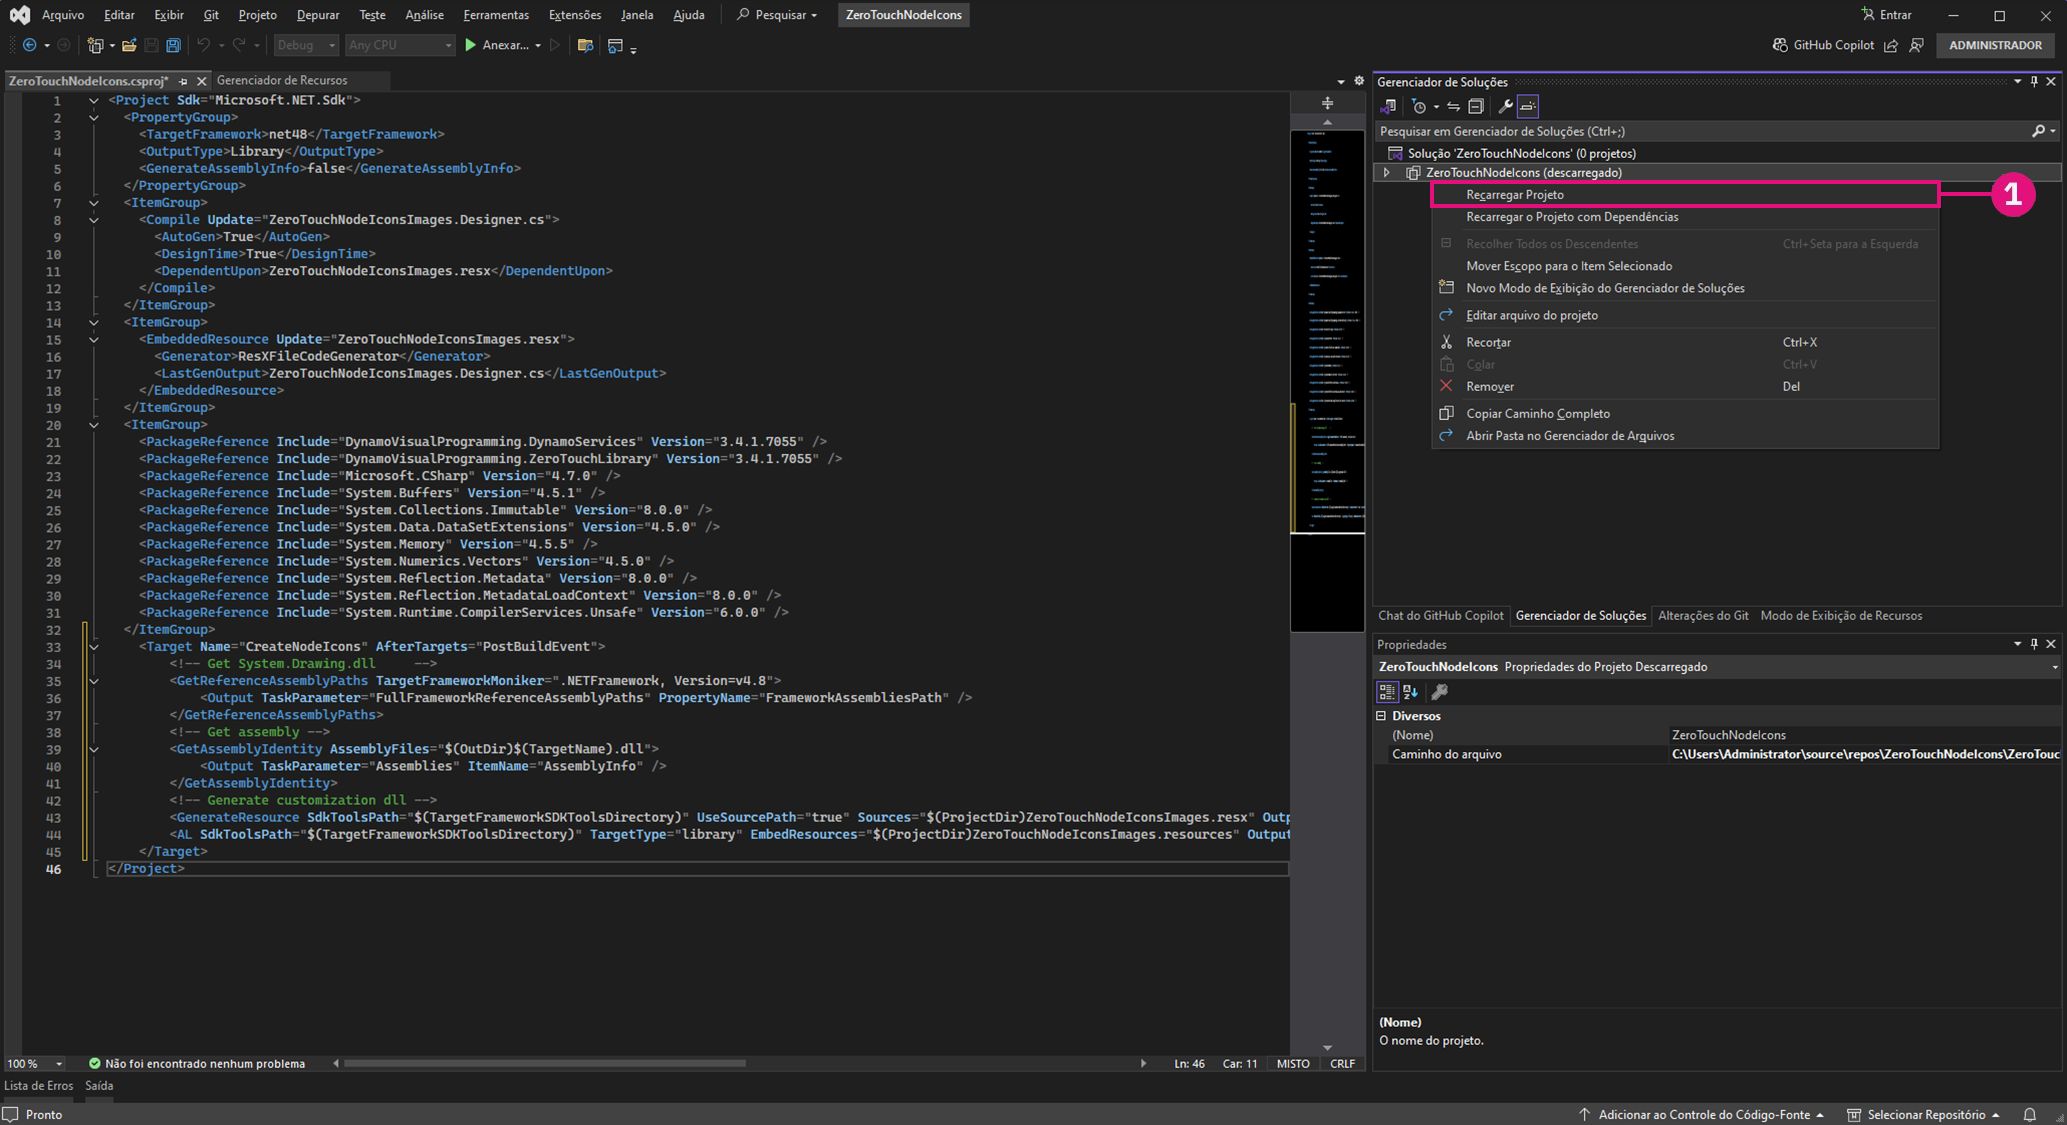 Arquivo Editar Exibir Git Projeto Depurar Teste Análise Ferramentas Extensões Janela Ajuda Pesquisar ZeroTouchNodeIcons Entrar
Debug Any CPU Anexar... GitHub Copilot ADMINISTRADOR
ZeroTouchNodeIcons.csproj* Gerenciador de Recursos
1 <Project Sdk="Microsoft.NET.Sdk">
2 <PropertyGroup>
3 <TargetFramework>net48</TargetFramework>
4 <OutputType>Library</OutputType>
5 <GenerateAssemblyInfo>false</GenerateAssemblyInfo>
6 </PropertyGroup>
7 <ItemGroup>
8 <Compile Update="ZeroTouchNodeIconsImages.Designer.cs">
9 <AutoGen>True</AutoGen>
10 <DesignTime>True</DesignTime>
11 <DependentUpon>ZeroTouchNodeIconsImages.resx</DependentUpon>
12 </Compile>
13 </ItemGroup>
14 <ItemGroup>
15 <EmbeddedResource Update="ZeroTouchNodeIconsImages.resx">
16 <Generator>ResXFileCodeGenerator</Generator>
17 <LastGenOutput>ZeroTouchNodeIconsImages.Designer.cs</LastGenOutput>
18 </EmbeddedResource>
19 </ItemGroup>
20 <ItemGroup>
21 <PackageReference Include="DynamoVisualProgramming.DynamoServices" Version="3.4.1.7055" />
22 <PackageReference Include="DynamoVisualProgramming.ZeroTouchLibrary" Version="3.4.1.7055" />
23 <PackageReference Include="Microsoft.CSharp" Version="4.7.0" />
24 <PackageReference Include="System.Buffers" Version="4.5.1" />
25 <PackageReference Include="System.Collections.Immutable" Version="8.0.0" />
26 <PackageReference Include="System.Data.DataSetExtensions" Version="4.5.0" />
27 <PackageReference Include="System.Memory" Version="4.5.5" />
28 <PackageReference Include="System.Numerics.Vectors" Version="4.5.0" />
29 <PackageReference Include="System.Reflection.Metadata" Version="8.0.0" />
30 <PackageReference Include="System.Reflection.MetadataLoadContext" Version="8.0.0" />
31 <PackageReference Include="System.Runtime.CompilerServices.Unsafe" Version="6.0.0" />
32 </ItemGroup>
33 <Target Name="CreateNodeIcons" AfterTargets="PostBuildEvent">
34 <!-- Get System.Drawing.dll -->
35 <GetReferenceAssemblyPaths TargetFrameworkMoniker=".NETFramework, Version=v4.8">
36 <Output TaskParameter="FullFrameworkReferenceAssemblyPaths" PropertyName="FrameworkAssembliesPath" />
37 </GetReferenceAssemblyPaths>
38 <!-- Get assembly -->
39 <GetAssemblyIdentity AssemblyFiles="$(OutDir)$(TargetName).dll">
40 <Output TaskParameter="Assemblies" ItemName="AssemblyInfo" />
41 </GetAssemblyIdentity>
42 <!-- Generate customization dll -->
43 <GenerateResource SdkToolsPath="$(TargetFrameworkSDKToolsDirectory)" UseSourcePath="true" Sources="$(ProjectDir)ZeroTouchNodeIconsImages.resx" Outp
44 <AL SdkToolsPath="$(TargetFrameworkSDKToolsDirectory)" TargetType="library" EmbedResources="$(ProjectDir)ZeroTouchNodeIconsImages.resources" Output
45 </Target>
46 </Project>
100 % Não foi encontrado nenhum problema Ln: 46 Car: 11 MISTO CRLF
Lista de Erros Saída
Gerenciador de Soluções
Pesquisar em Gerenciador de Soluções (Ctrl+;)
Solução 'ZeroTouchNodeIcons' (0 projetos)
ZeroTouchNodeIcons (descarregado)
Recarregar Projeto
1
Recarregar o Projeto com Dependências
Recolher Todos os Descendentes Ctrl+Seta para a Esquerda
Mover Escopo para o Item Selecionado
Novo Modo de Exibição do Gerenciador de Soluções
Editar arquivo do projeto
Recortar Ctrl+X
Colar Ctrl+V
Remover Del
Copiar Caminho Completo
Abrir Pasta no Gerenciador de Arquivos
Chat do GitHub Copilot Gerenciador de Soluções Alterações do Git Modo de Exibição de Recursos
Propriedades
ZeroTouchNodeIcons Propriedades do Projeto Descarregado
Diversos
(Nome) ZeroTouchNodeIcons
Caminho do arquivo C:\Users\Administrator\source\repos\ZeroTouchNodeIcons\ZeroTouc
(Nome)
O nome do projeto.
Pronto Adicionar ao Controle do Código-Fonte Selecionar Repositório